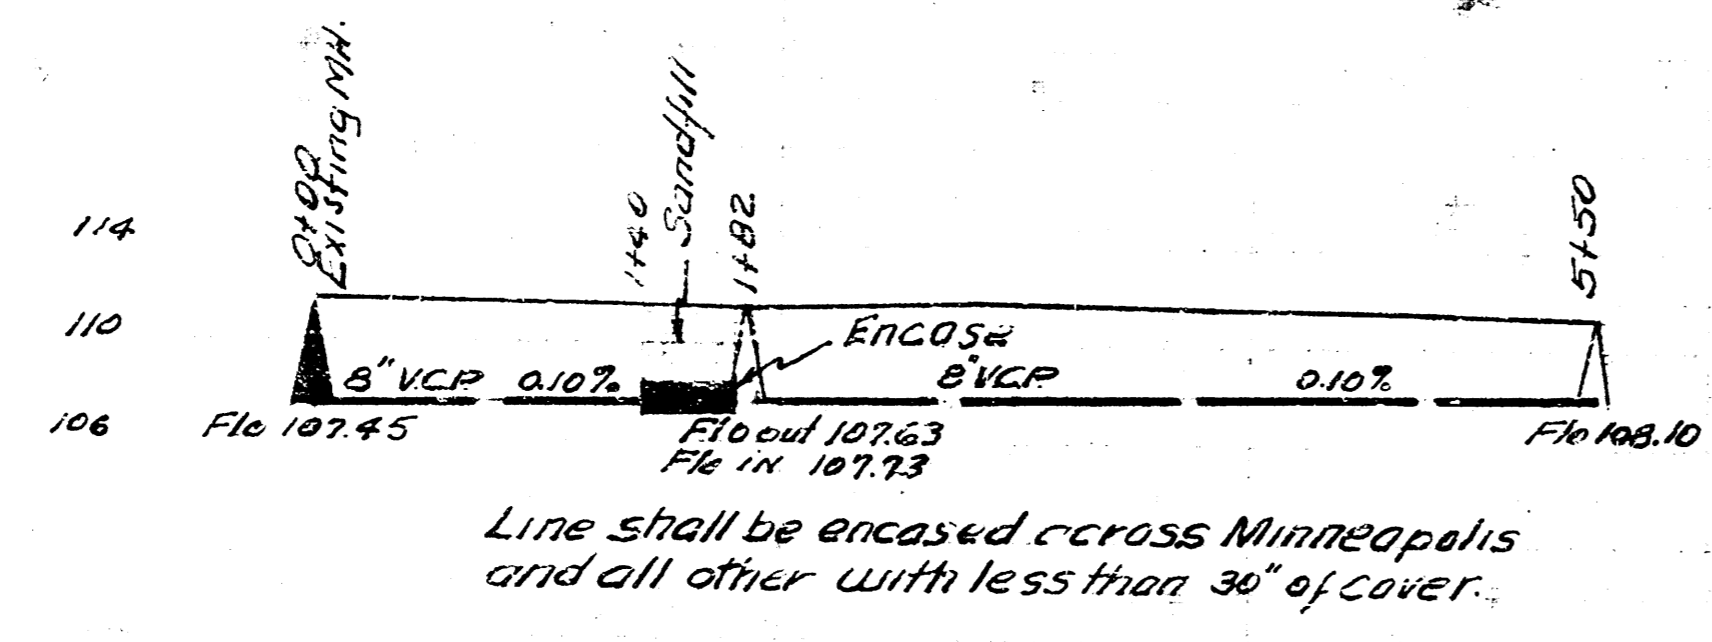 0+00
Existing MH.
1+40
Sandfill
1+82
5+50
114
110
106
Encase
8" V.C.P. 0.10%
8" V.C.P. 0.10%
Flo 107.45
Flo out 107.63
Flo in 107.73
Flo 108.10
Line shall be encased across Minneapolis
and all other with less than 30" of cover.